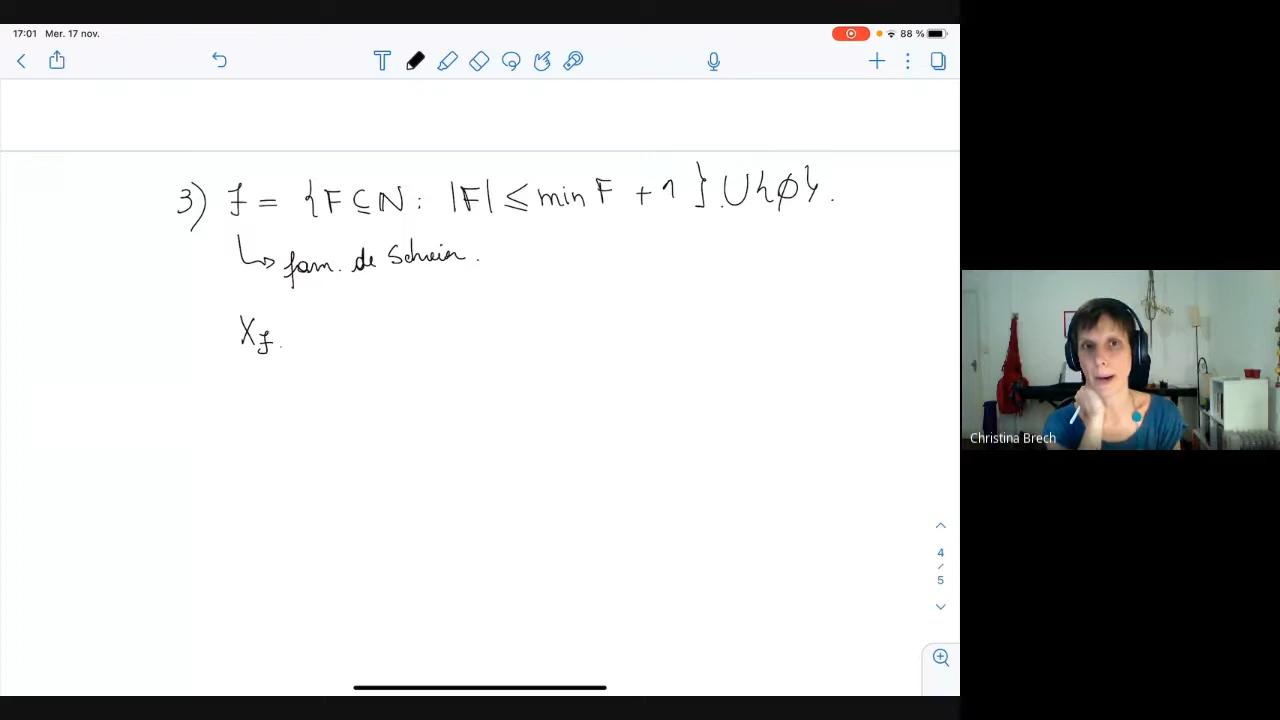 17:01 Mer. 17 nov.
88 %
3) f = {F ⊆ N : |F| ≤ min F + 1} ∪ {∅}.
↳ fam. de Schreier.
X_f.
Christina Brech
4
/
5